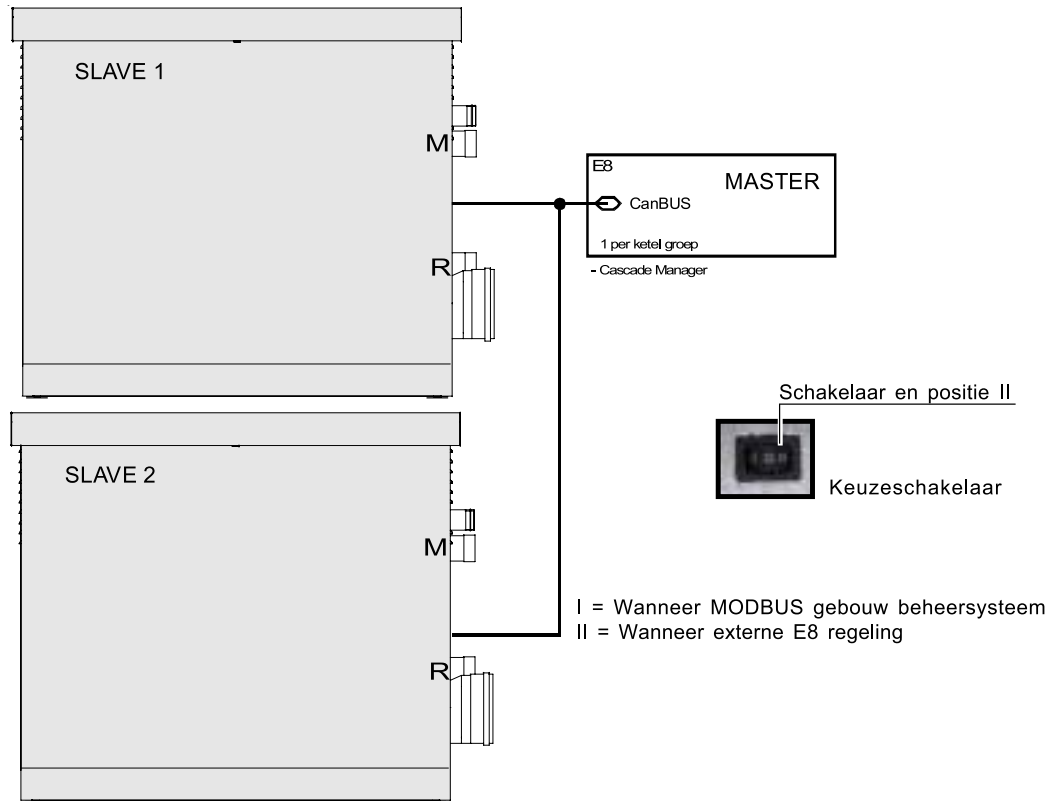 SLAVE 1
M
R
E8
MASTER
CanBUS
1 per ketel groep
- Cascade Manager
Schakelaar en positie II
Keuzeschakelaar
SLAVE 2
M
R
I = Wanneer MODBUS gebouw beheersysteem
II = Wanneer externe E8 regeling